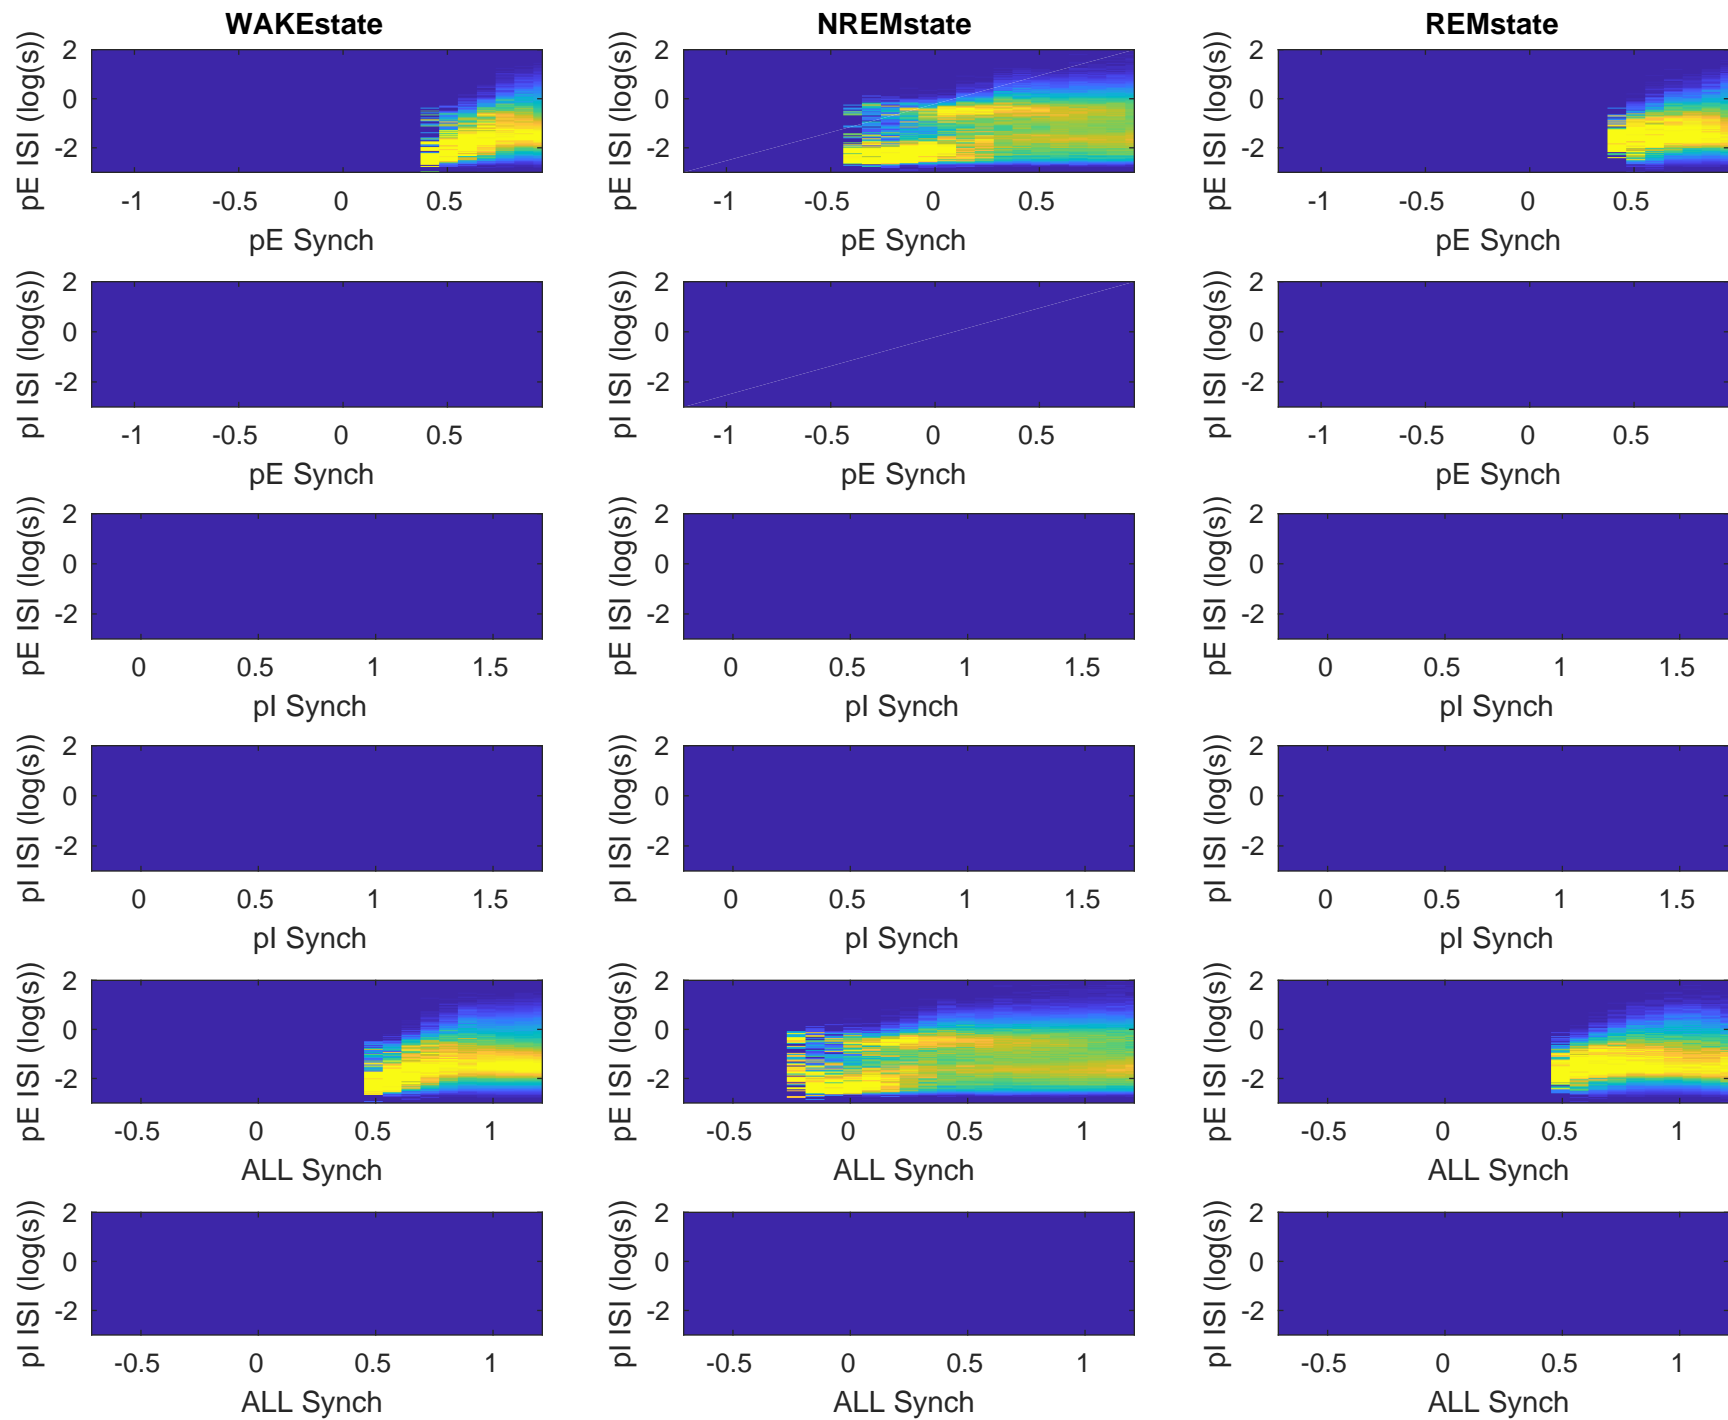 WAKEstate NREMstate REMstate
pE ISI (log(s)) 2 0 -2 pE ISI (log(s)) 2 0 -2 pE ISI (log(s)) 2 0 -2
-1 -0.5 0 0.5 -1 -0.5 0 0.5 -1 -0.5 0 0.5
pE Synch pE Synch pE Synch
pI ISI (log(s)) 2 0 -2 pI ISI (log(s)) 2 0 -2 pI ISI (log(s)) 2 0 -2
-1 -0.5 0 0.5 -1 -0.5 0 0.5 -1 -0.5 0 0.5
pE Synch pE Synch pE Synch
pE ISI (log(s)) 2 0 -2 pE ISI (log(s)) 2 0 -2 pE ISI (log(s)) 2 0 -2
0 0.5 1 1.5 0 0.5 1 1.5 0 0.5 1 1.5
pI Synch pI Synch pI Synch
pI ISI (log(s)) 2 0 -2 pI ISI (log(s)) 2 0 -2 pI ISI (log(s)) 2 0 -2
0 0.5 1 1.5 0 0.5 1 1.5 0 0.5 1 1.5
pI Synch pI Synch pI Synch
pE ISI (log(s)) 2 0 -2 pE ISI (log(s)) 2 0 -2 pE ISI (log(s)) 2 0 -2
-0.5 0 0.5 1 -0.5 0 0.5 1 -0.5 0 0.5 1
ALL Synch ALL Synch ALL Synch
pI ISI (log(s)) 2 0 -2 pI ISI (log(s)) 2 0 -2 pI ISI (log(s)) 2 0 -2
-0.5 0 0.5 1 -0.5 0 0.5 1 -0.5 0 0.5 1
ALL Synch ALL Synch ALL Synch